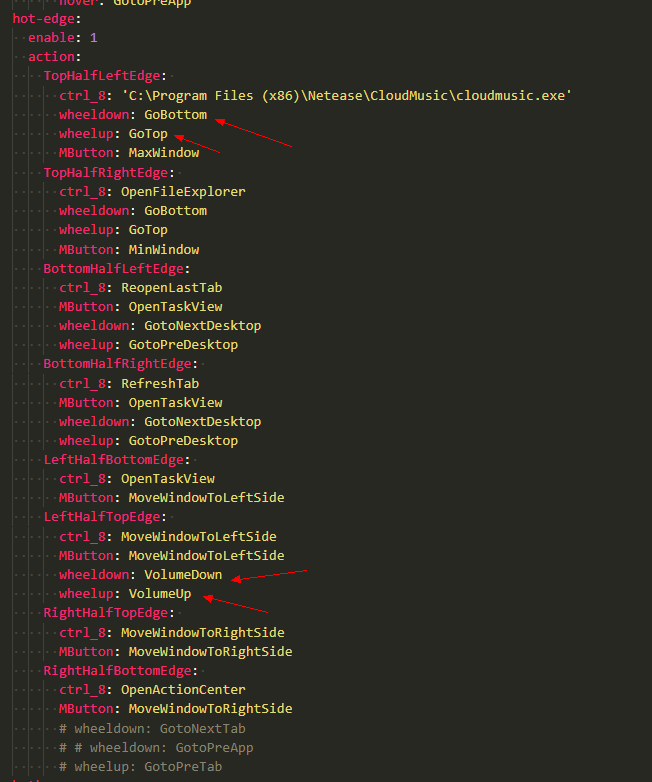 hover: GotoPreApp
hot-edge:
enable: 1
action:
TopHalfLeftEdge:
ctrl_8: 'C:\Program Files (x86)\Netease\CloudMusic\cloudmusic.exe'
wheeldown: GoBottom
wheelup: GoTop
MButton: MaxWindow
TopHalfRightEdge:
ctrl_8: OpenFileExplorer
wheeldown: GoBottom
wheelup: GoTop
MButton: MinWindow
BottomHalfLeftEdge:
ctrl_8: ReopenLastTab
MButton: OpenTaskView
wheeldown: GotoNextDesktop
wheelup: GotoPreDesktop
BottomHalfRightEdge:
ctrl_8: RefreshTab
MButton: OpenTaskView
wheeldown: GotoNextDesktop
wheelup: GotoPreDesktop
LeftHalfBottomEdge:
ctrl_8: OpenTaskView
MButton: MoveWindowToLeftSide
LeftHalfTopEdge:
ctrl_8: MoveWindowToLeftSide
MButton: MoveWindowToLeftSide
wheeldown: VolumeDown
wheelup: VolumeUp
RightHalfTopEdge:
ctrl_8: MoveWindowToRightSide
MButton: MoveWindowToRightSide
RightHalfBottomEdge:
ctrl_8: OpenActionCenter
MButton: MoveWindowToRightSide
# wheeldown: GotoNextTab
# # wheeldown: GotoPreApp
# wheelup: GotoPreTab